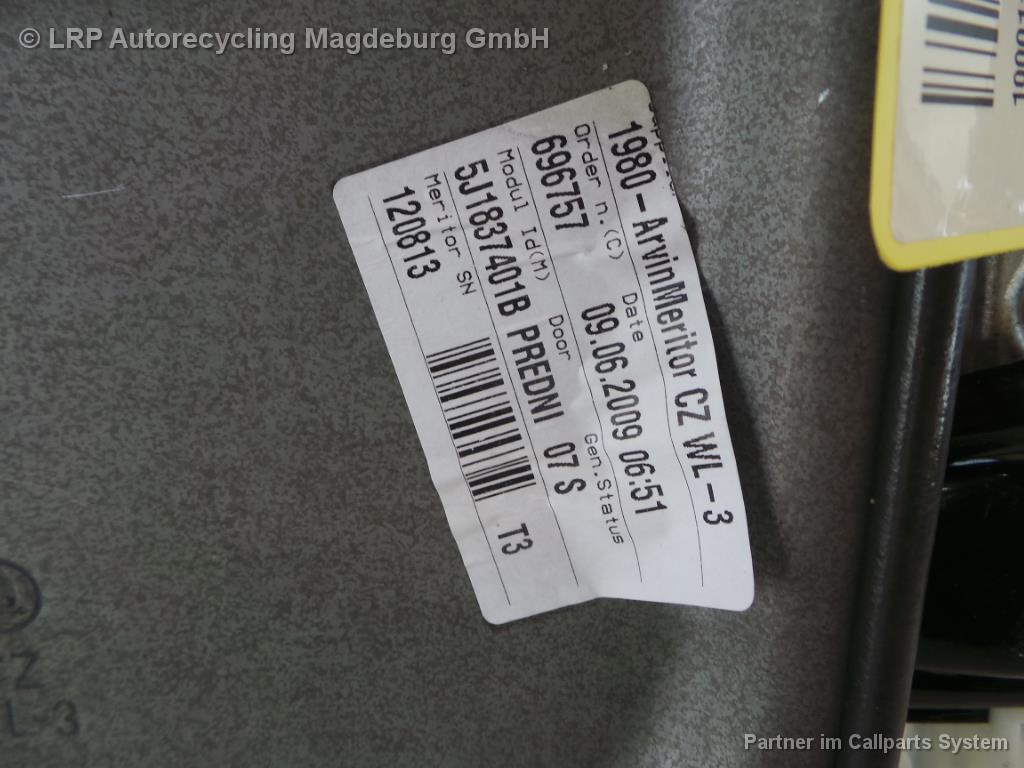 © LRP Autorecycling Magdeburg GmbH
1980-ArvinMeritor CZ WL-3
Order n.(C) Date
696757 09.06.2009 06:51
Modul Id(M) Door Gen.Status
5J1837401B PREDNI 07 S
Meritor SN
120813 T3
Z
L-3
Partner im Callparts System